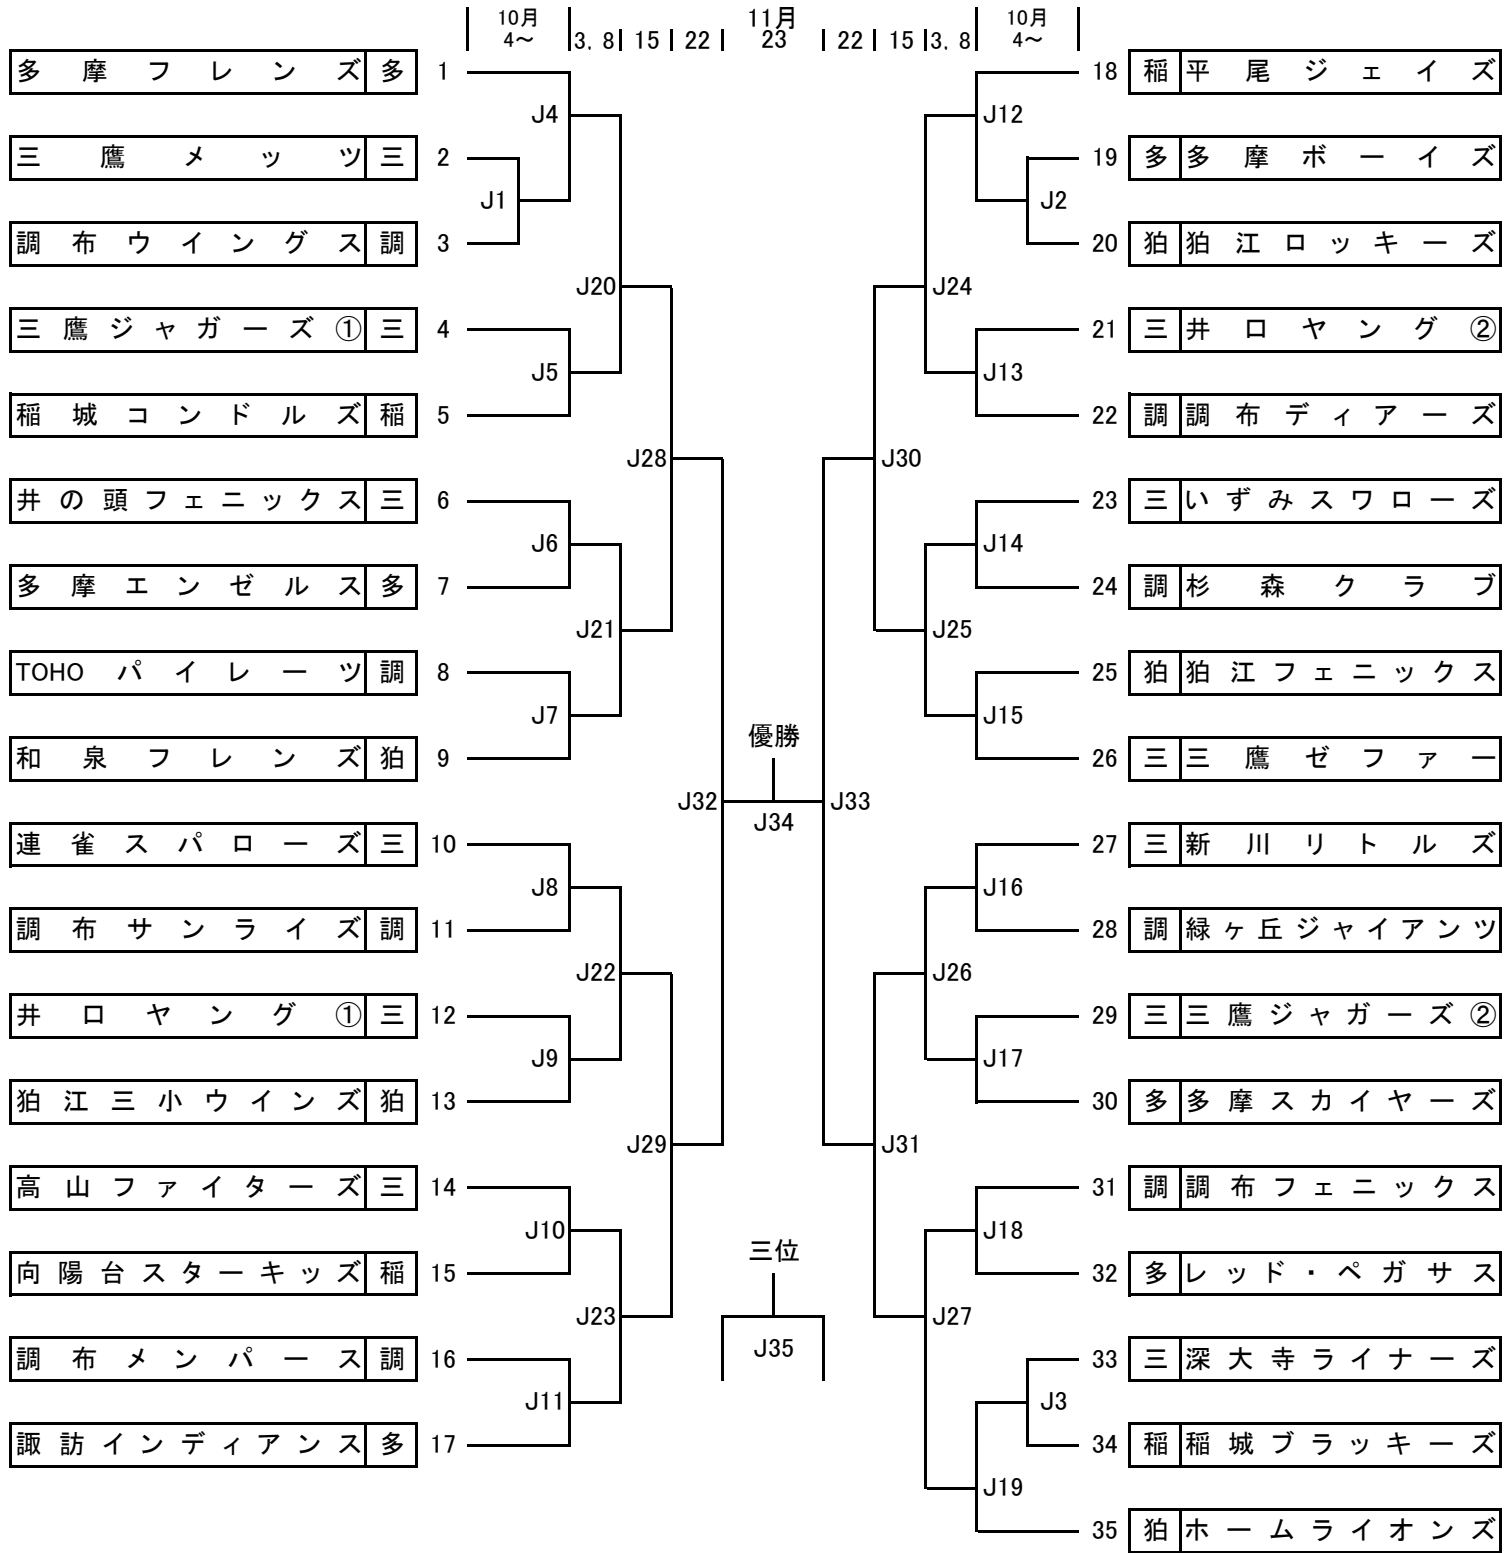 10月 11月 10月
4～ 3, 8 15 22 23 22 15 3, 8 4～
多摩フレンズ 多 1
J4
三鷹メッツ 三 2
J1
調布ウイングス 調 3
J20
三鷹ジャガーズ① 三 4
J5
稲城コンドルズ 稲 5
J28
井の頭フェニックス 三 6
J6
多摩エンゼルス 多 7
J21
TOHOパイレーツ 調 8
J7
和泉フレンズ 狛 9
J32
連雀スパローズ 三 10
J8
調布サンライズ 調 11
J22
井口ヤング① 三 12
J9
狛江三小ウインズ 狛 13
J29
高山ファイターズ 三 14
J10
向陽台スターキッズ 稲 15
J23
調布メンパース 調 16
J11
諏訪インディアンス 多 17
優勝
J34
三位
J35
18 稲 平尾ジェイズ
J12
19 多 多摩ボーイズ
J2
20 狛 狛江ロッキーズ
J24
21 三 井口ヤング②
J13
22 調 調布ディアーズ
J30
23 三 いずみスワローズ
J14
24 調 杉森クラブ
J25
25 狛 狛江フェニックス
J15
26 三 三鷹ゼファー
J33
27 三 新川リトルズ
J16
28 調 緑ヶ丘ジャイアンツ
J26
29 三 三鷹ジャガーズ②
J17
30 多 多摩スカイヤーズ
J31
31 調 調布フェニックス
J18
32 多 レッド・ペガサス
J27
33 三 深大寺ライナーズ
J3
34 稲 稲城ブラッキーズ
J19
35 狛 ホームライオンズ